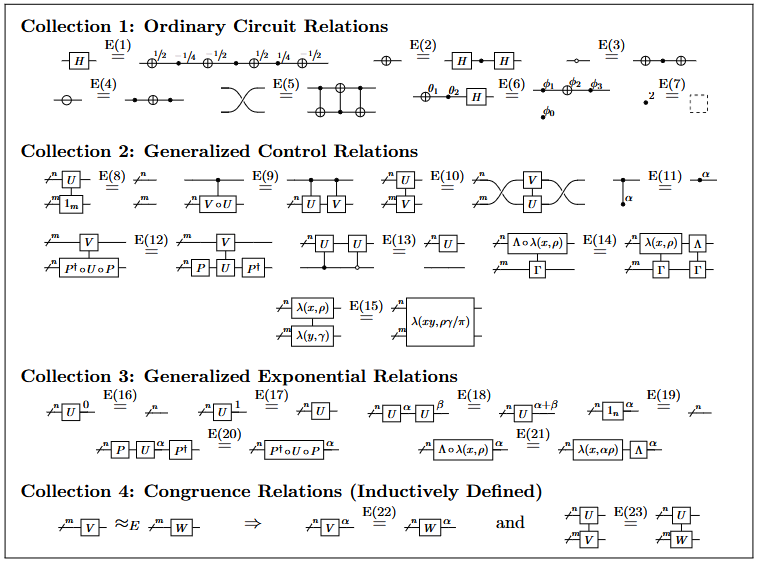 Collection 1: Ordinary Circuit Relations
H E(1) = 1/2 −1/4 −1/2 1/2 1/4 −1/2 E(2) = H H E(3) =
E(4) = E(5) = θ1 θ2 H E(6) = ϕ1 ϕ2 ϕ3 ϕ0 2 E(7) =
Collection 2: Generalized Control Relations
n U m 1m E(8) = n m n V∘U E(9) = n U V n U m V E(10) = n m V U α E(11) = α
m V n P†∘U∘P E(12) = m V n P U P† n U U E(13) = n U n Λ∘λ(x,ρ) m Γ E(14) = n λ(x,ρ) Λ m Γ Γ
n λ(x,ρ) m λ(y,γ) E(15) = n m λ(xy,ργ/π)
Collection 3: Generalized Exponential Relations
n U 0 E(16) = n n U 1 E(17) = n U n U α U β E(18) = n U α+β n 1n α E(19) = n
n P U α P† E(20) = n P†∘U∘P α n Λ∘λ(x,ρ) α E(21) = n λ(x,αρ) Λ α
Collection 4: Congruence Relations (Inductively Defined)
m V ≈E m W ⇒ n V α E(22) = n W α and n U m V E(23) = n U m W